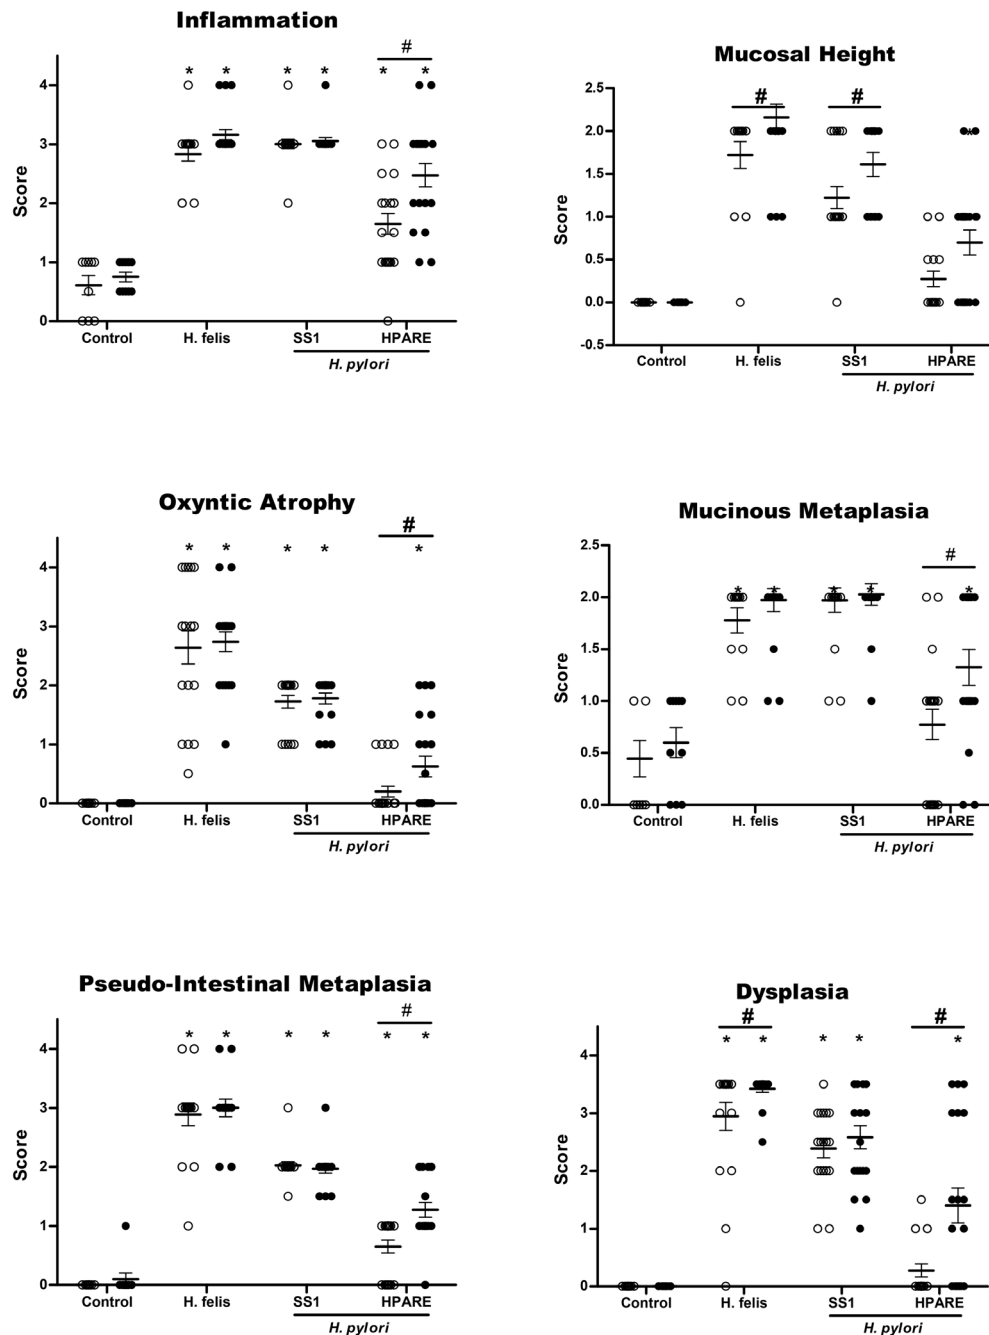 Inflammation
#
* * * * * *
4
3
2
1
0
Score
Control H. felis SS1 HPARE
H. pylori
Mucosal Height
# #
*
2.5
2.0
1.5
1.0
0.5
0.0
-0.5
Score
Control H. felis SS1 HPARE
H. pylori
Oxyntic Atrophy
#
* * * * *
4
3
2
1
0
Score
Control H. felis SS1 HPARE
H. pylori
Mucinous Metaplasia
#
* * * * *
2.5
2.0
1.5
1.0
0.5
0.0
Score
Control H. felis SS1 HPARE
H. pylori
Pseudo-Intestinal Metaplasia
#
* * * * * *
4
3
2
1
0
Score
Control H. felis SS1 HPARE
H. pylori
Dysplasia
# #
* * * * *
4
3
2
1
0
Score
Control H. felis SS1 HPARE
H. pylori